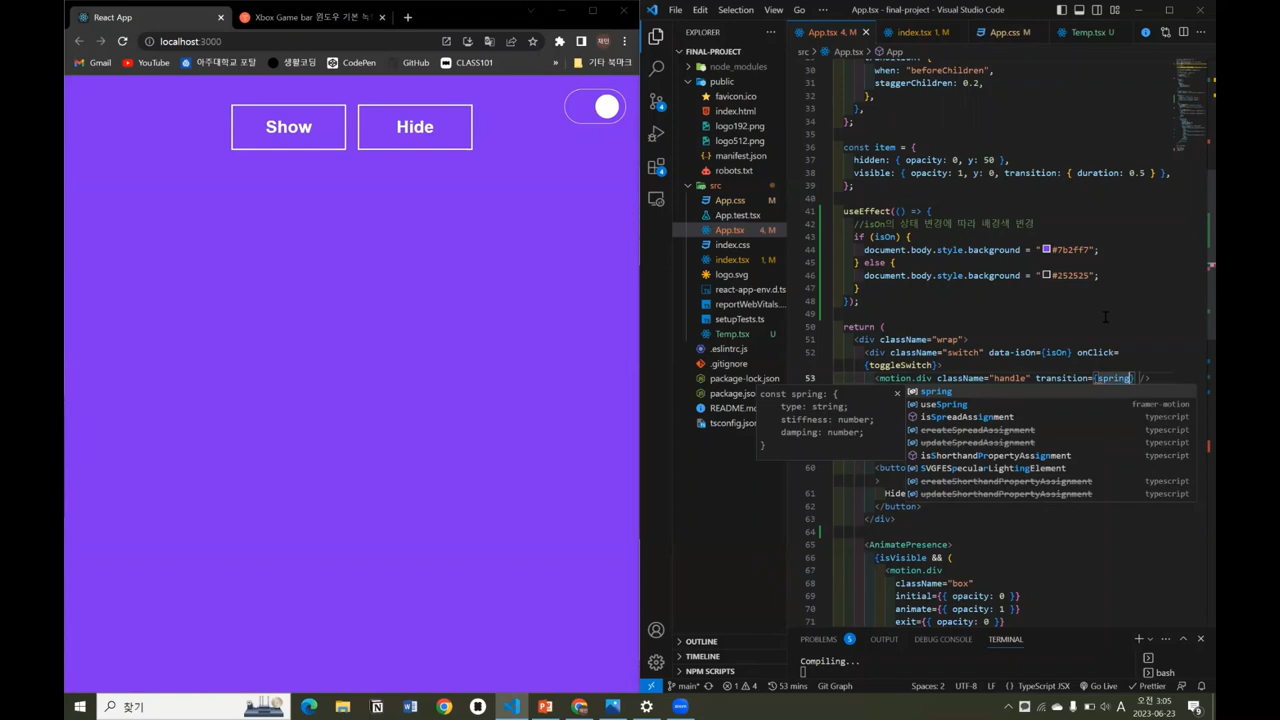 React App
Xbox Game bar 윈도우 기본 녹
localhost:3000
Gmail
YouTube
아주대학교 포탈
생활코딩
CodePen
GitHub
CLASS101
»
기타 북마크
Show
Hide
File Edit Selection View Go ···
App.tsx - final-project - Visual Studio Code
EXPLORER
FINAL-PROJECT
node_modules
public
favicon.ico
index.html
logo192.png
logo512.png
manifest.json
robots.txt
src
App.css M
App.test.tsx
App.tsx 4, M
index.css
index.tsx 1, M
logo.svg
react-app-env.d.ts
reportWebVitals...
setupTests.ts
Temp.tsx U
.eslintrc.js
.gitignore
package-lock.json
package.jso
README.md
tsconfig.json
OUTLINE
TIMELINE
NPM SCRIPTS
App.tsx 4, M
index.tsx 1, M
App.css M
Temp.tsx U
src > App.tsx > App
30 when: "beforeChildren",
31 staggerChildren: 0.2,
32 },
33 },
34 };
35
36 const item = {
37 hidden: { opacity: 0, y: 50 },
38 visible: { opacity: 1, y: 0, transition: { duration: 0.5 } },
39 };
40
41 useEffect(() => {
42 //isOn의 상태 변경에 따라 배경색 변경
43 if (isOn) {
44 document.body.style.background = "#7b2ff7";
45 } else {
46 document.body.style.background = "#252525";
47 }
48 });
49
50 return (
51 <div className="wrap">
52 <div className="switch" data-isOn={isOn} onClick=
{toggleSwitch}>
53 <motion.div className="handle" transition={spring} />
const spring: {
type: string;
stiffness: number;
damping: number;
}
spring
useSpring framer-motion
isSpreadAssignment typescript
createSpreadAssignment typescript
updateSpreadAssignment typescript
isShorthandPropertyAssignment typescript
SVGFESpecularLightingElement
createShorthandPropertyAssignment typescript
updateShorthandPropertyAssignment typescript
60 <butto
>
61 Hide
62 </button>
63 </div>
64
65 <AnimatePresence>
66 {isVisible && (
67 <motion.div
68 className="box"
69 initial={{ opacity: 0 }}
70 animate={{ opacity: 1 }}
71 exit={{ opacity: 0 }}
PROBLEMS 5 OUTPUT DEBUG CONSOLE TERMINAL
Compiling...
bash
main* 1 4 53 mins Git Graph Spaces: 2 UTF-8 LF TypeScript JSX Go Live Prettier
찾기
A
오전 3:05
2023-06-23